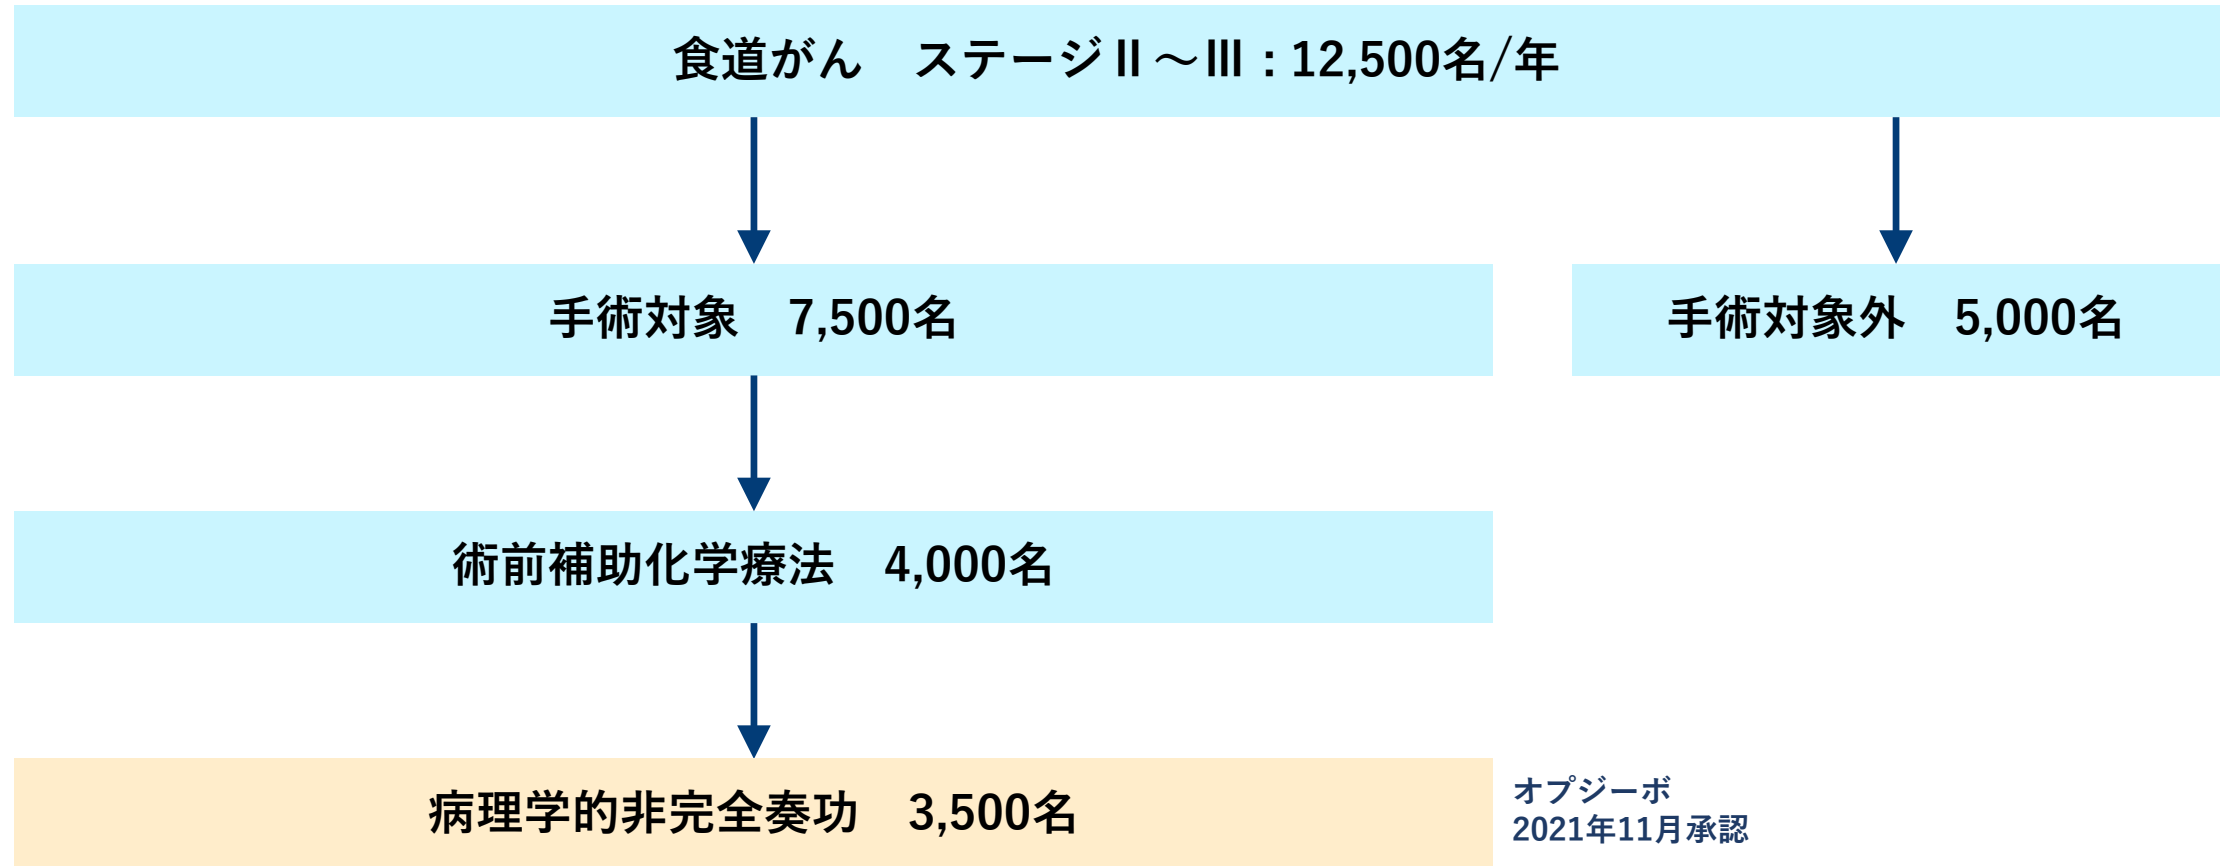 食道がん　ステージⅡ～Ⅲ：12,500名/年
手術対象　7,500名
手術対象外　5,000名
術前補助化学療法　4,000名
病理学的非完全奏功　3,500名
オプジーボ
2021年11月承認